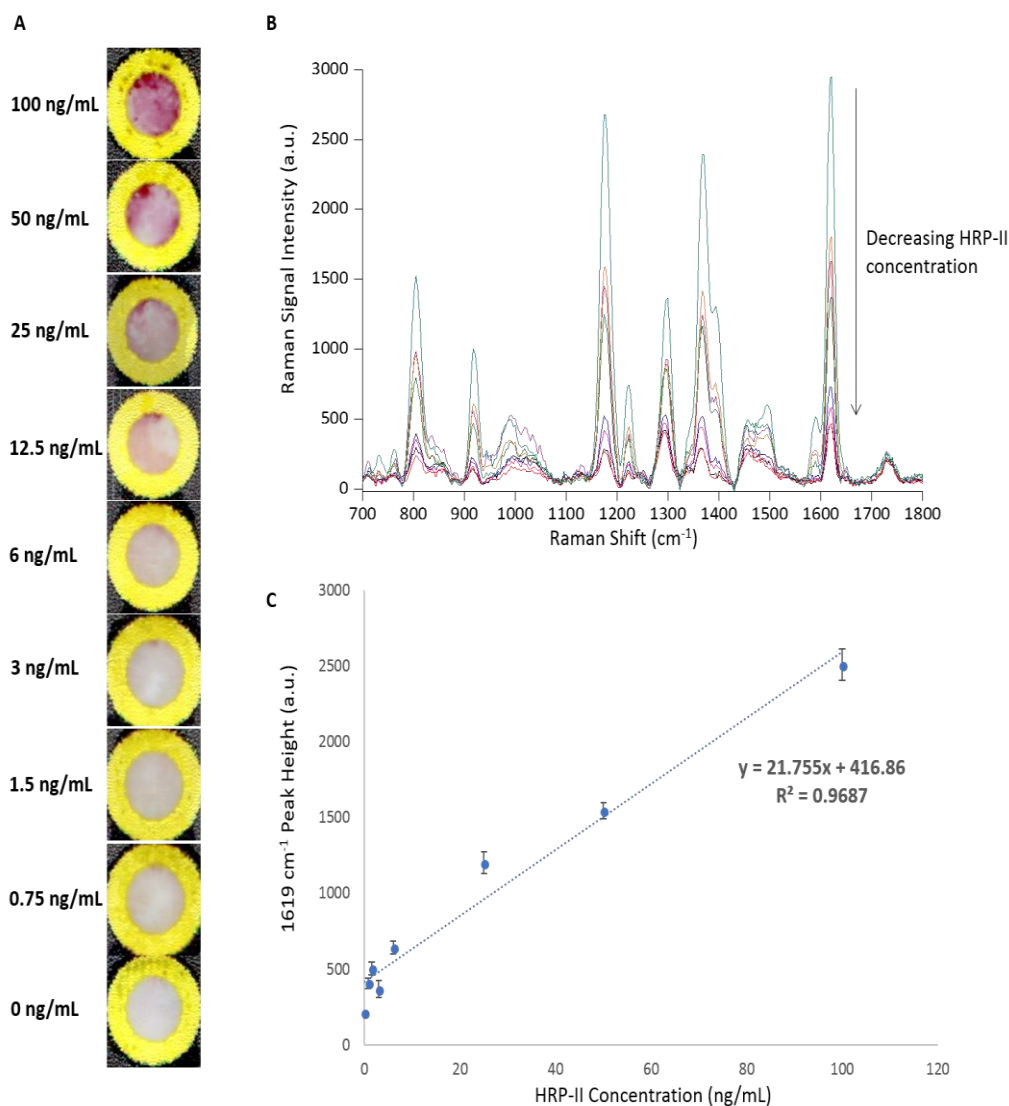 A
100 ng/mL
50 ng/mL
25 ng/mL
12.5 ng/mL
6 ng/mL
3 ng/mL
1.5 ng/mL
0.75 ng/mL
0 ng/mL
B
Raman Signal Intensity (a.u.)
3000
2500
2000
1500
1000
500
0
700 800 900 1000 1100 1200 1300 1400 1500 1600 1700 1800
Raman Shift (cm⁻¹)
Decreasing HRP-II
concentration
C
1619 cm⁻¹ Peak Height (a.u.)
3000
2500
2000
1500
1000
500
0
y = 21.755x + 416.86
R² = 0.9687
0 20 40 60 80 100 120
HRP-II Concentration (ng/mL)